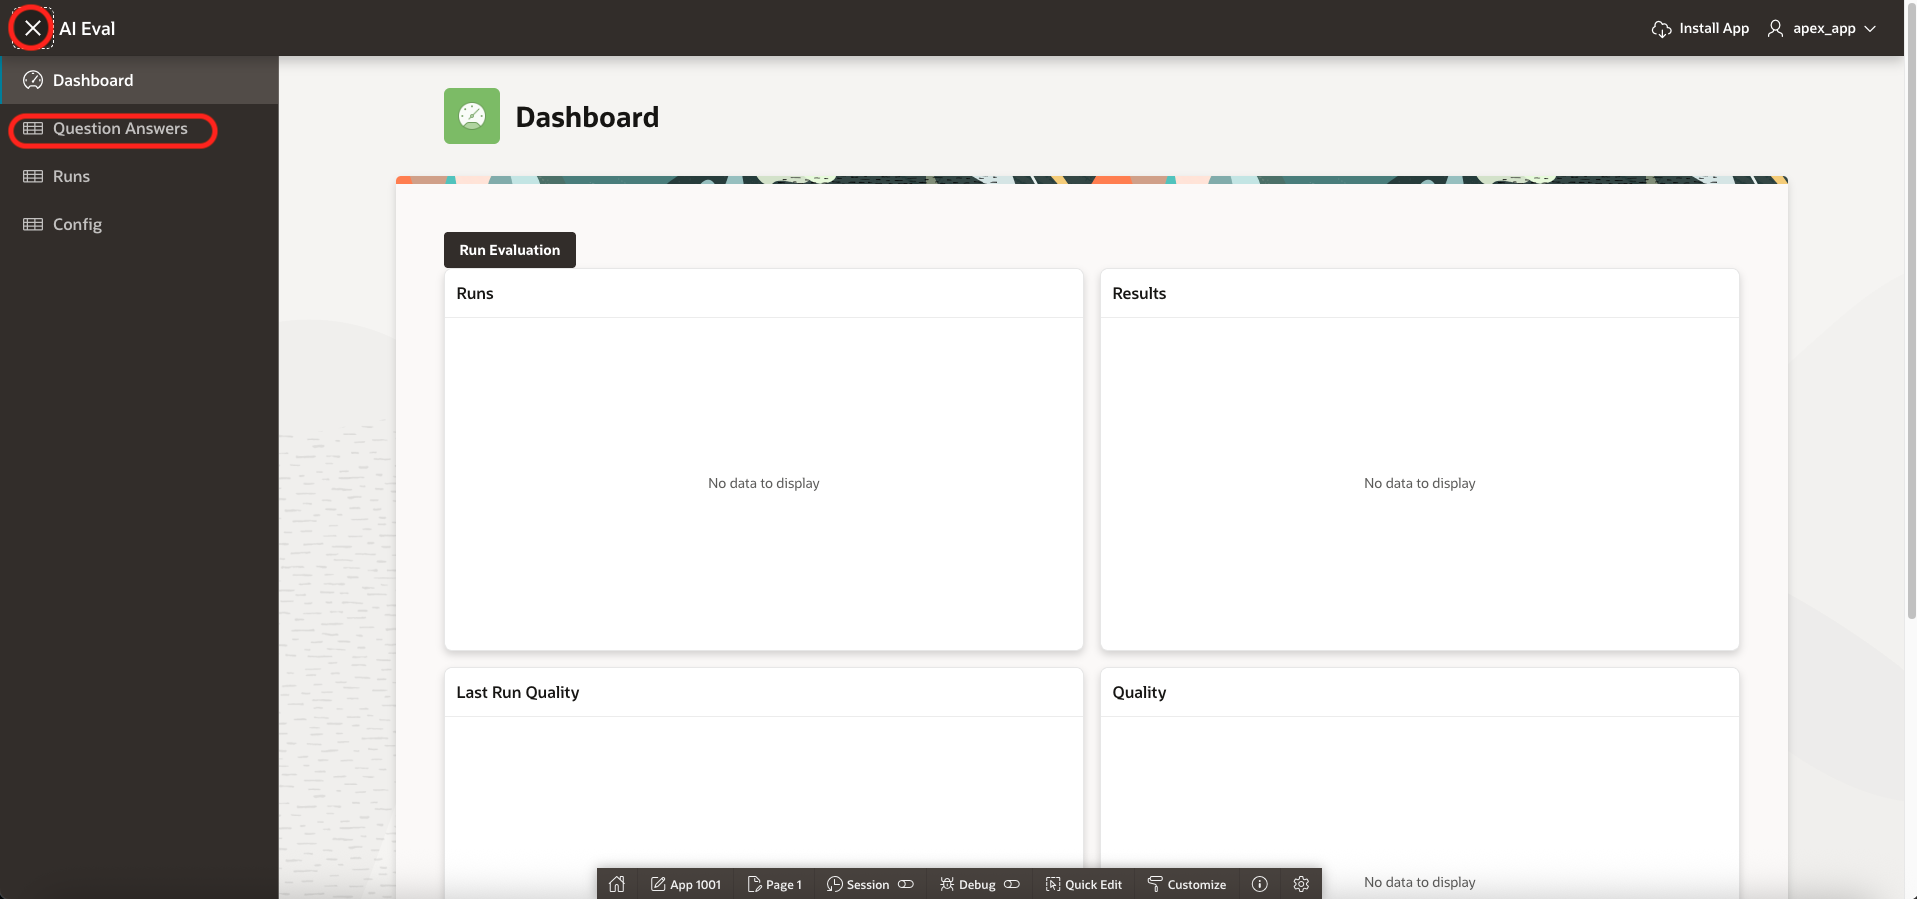 AI Eval
Install App
apex_app
Dashboard
Question Answers
Runs
Config
Dashboard
Run Evaluation
Runs
Results
No data to display
No data to display
Last Run Quality
Quality
No data to display
App 1001
Page 1
Session
Debug
Quick Edit
Customize